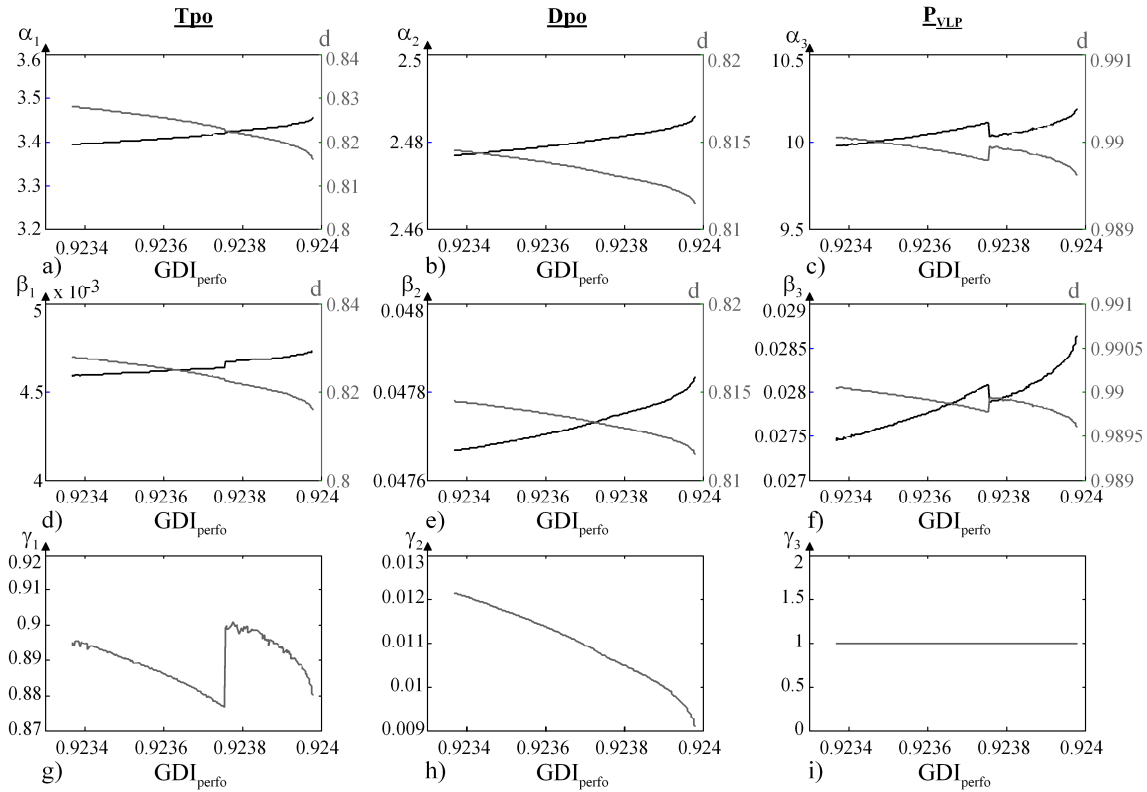 Tpo Dpo P_VLP
α₁ d α₂ α₃ d
3.6 0.84 2.5 0.82 10.5 0.991
3.5 0.83
3.4 0.82 2.48 0.815 10 0.99
3.3 0.81
3.2 0.8 2.46 0.81 9.5 0.989
0.9234 0.9236 0.9238 0.924 0.9234 0.9236 0.9238 0.924 0.9234 0.9236 0.9238 0.924
a) GDI_perfo b) GDI_perfo c) GDI_perfo
β₁ x 10⁻³ d β₂ d β₃
5 0.84 0.048 0.82 0.029 0.991
0.0285 0.9905
4.5 0.82 0.0478 0.815 0.028 0.99
0.0275 0.9895
4 0.8 0.0476 0.81 0.027 0.989
0.9234 0.9236 0.9238 0.924 0.9234 0.9236 0.9238 0.924 0.9234 0.9236 0.9238 0.924
d) GDI_perfo e) GDI_perfo f) GDI_perfo
γ₁ γ₂ γ₃
0.92 0.013 2
0.91 0.012 1.5
0.9 0.011 1
0.89
0.88 0.01 0.5
0.87 0.009 0
0.9234 0.9236 0.9238 0.924 0.9234 0.9236 0.9238 0.924 0.9234 0.9236 0.9238 0.924
g) GDI_perfo h) GDI_perfo i) GDI_perfo